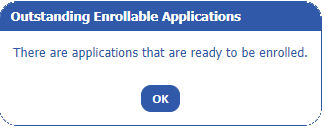 Outstanding Enrollable Applications
There are applications that are ready to be enrolled.
OK